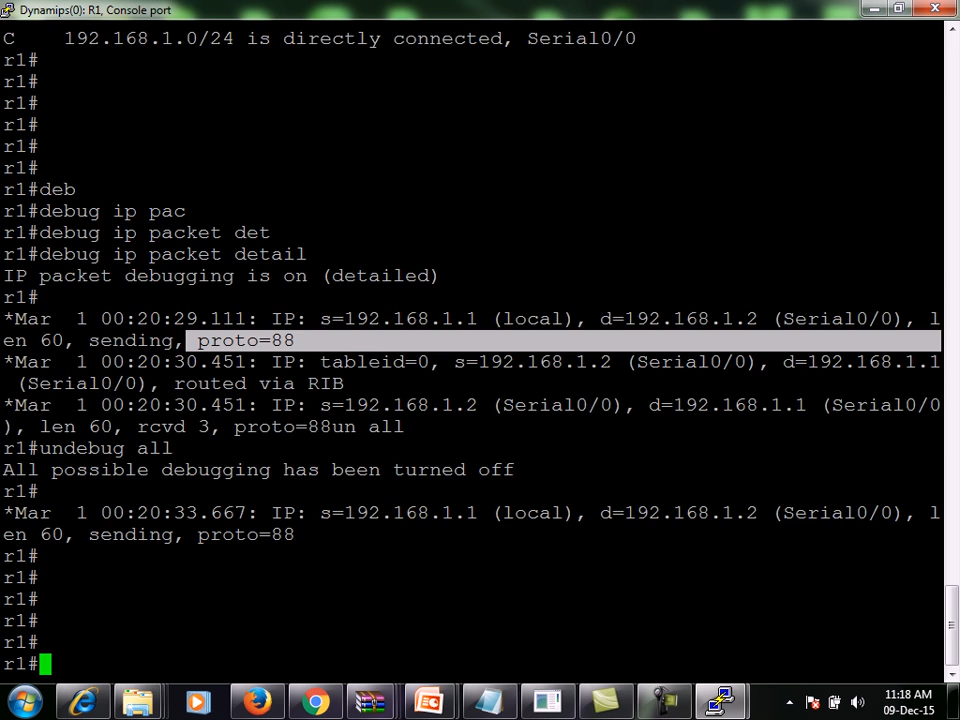 Dynamips(0): R1, Console port
C    192.168.1.0/24 is directly connected, Serial0/0
r1#
r1#
r1#
r1#
r1#
r1#
r1#deb
r1#debug ip pac
r1#debug ip packet det
r1#debug ip packet detail
IP packet debugging is on (detailed)
r1#
*Mar  1 00:20:29.111: IP: s=192.168.1.1 (local), d=192.168.1.2 (Serial0/0), l
en 60, sending, proto=88
*Mar  1 00:20:30.451: IP: tableid=0, s=192.168.1.2 (Serial0/0), d=192.168.1.1
 (Serial0/0), routed via RIB
*Mar  1 00:20:30.451: IP: s=192.168.1.2 (Serial0/0), d=192.168.1.1 (Serial0/0
), len 60, rcvd 3, proto=88un all
r1#undebug all
All possible debugging has been turned off
r1#
*Mar  1 00:20:33.667: IP: s=192.168.1.1 (local), d=192.168.1.2 (Serial0/0), l
en 60, sending, proto=88
r1#
r1#
r1#
r1#
r1#
r1#
11:18 AM
09-Dec-15